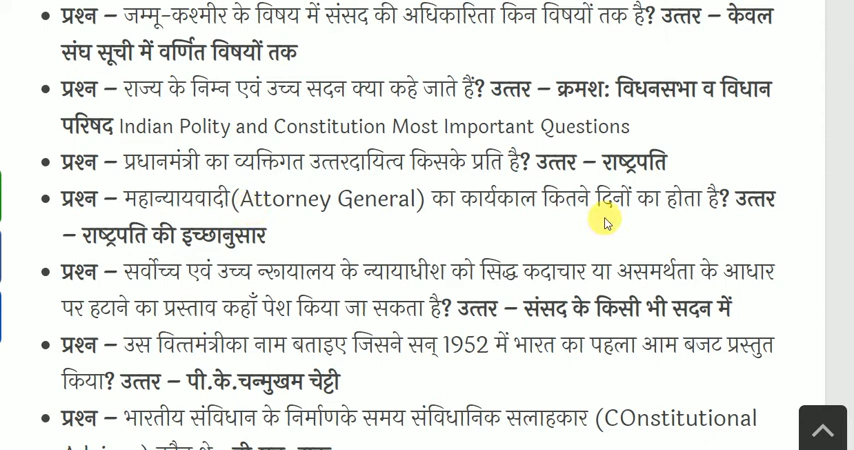 प्रश्न – जम्मू-कश्मीर के विषय में संसद की अधिकारिता किन विषयों तक है? उत्तर – केवल
संघ सूची में वर्णित विषयों तक
प्रश्न – राज्य के निम्न एवं उच्च सदन क्या कहे जाते हैं? उत्तर – क्रमश: विधनसभा व विधान
परिषद Indian Polity and Constitution Most Important Questions
प्रश्न – प्रधानमंत्री का व्यक्तिगत उत्तरदायित्व किसके प्रति है? उत्तर – राष्ट्रपति
प्रश्न – महान्यायवादी(Attorney General) का कार्यकाल कितने दिनों का होता है? उत्तर
– राष्ट्रपति की इच्छानुसार
प्रश्न – सर्वोच्च एवं उच्च न्रूायालय के न्यायाधीश को सिद्ध कदाचार या असमर्थता के आधार
पर हटाने का प्रस्ताव कहाँ पेश किया जा सकता है? उत्तर – संसद के किसी भी सदन में
प्रश्न – उस वित्तमंत्रीका नाम बताइए जिसने सन् 1952 में भारत का पहला आम बजट प्रस्तुत
किया? उत्तर – पी.के.चन्मुखम चेट्टी
प्रश्न – भारतीय संविधान के निर्माणके समय संविधानिक सलाहकार (COnstitutional